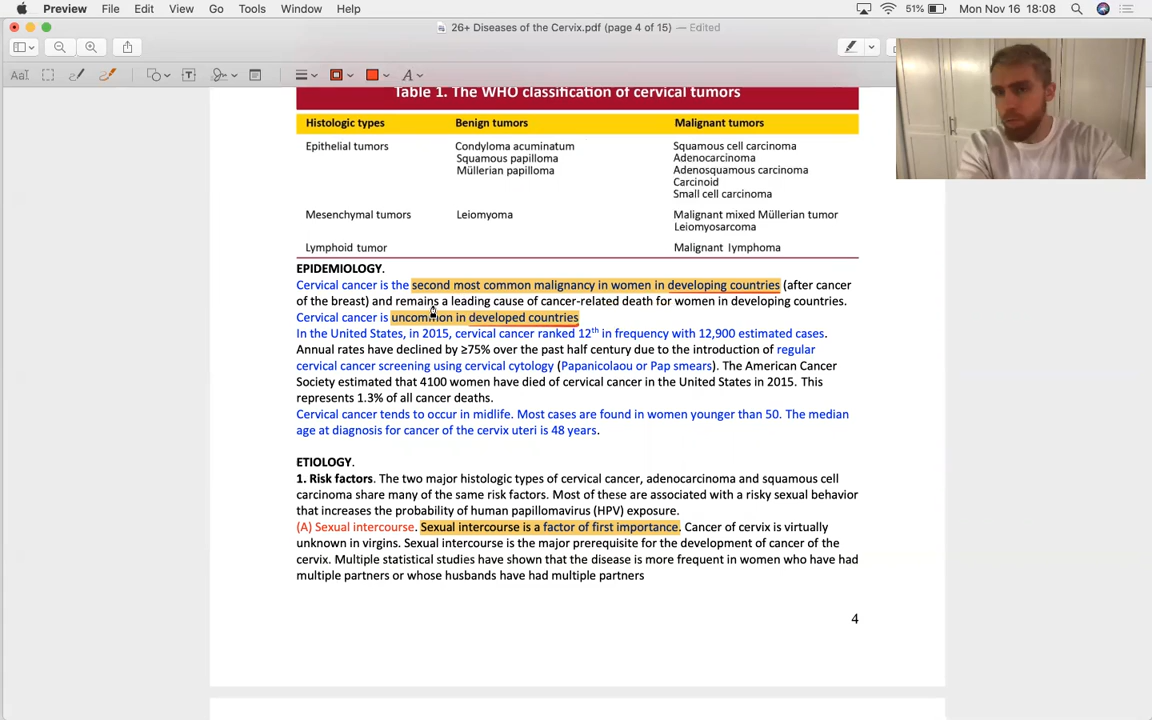 Preview File Edit View Go Tools Window Help 51% Mon Nov 16 18:08
26+ Diseases of the Cervix.pdf (page 4 of 15) — Edited
AaI T A
Table 1. The WHO classification of cervical tumors
Histologic types Benign tumors Malignant tumors
Epithelial tumors Condyloma acuminatum Squamous cell carcinoma
Squamous papilloma Adenocarcinoma
Müllerian papilloma Adenosquamous carcinoma
Carcinoid
Small cell carcinoma
Mesenchymal tumors Leiomyoma Malignant mixed Müllerian tumor
Leiomyosarcoma
Lymphoid tumor Malignant lymphoma
EPIDEMIOLOGY.
Cervical cancer is the second most common malignancy in women in developing countries (after cancer
of the breast) and remains a leading cause of cancer-related death for women in developing countries.
Cervical cancer is uncommon in developed countries
In the United States, in 2015, cervical cancer ranked 12th in frequency with 12,900 estimated cases.
Annual rates have declined by ≥75% over the past half century due to the introduction of regular
cervical cancer screening using cervical cytology (Papanicolaou or Pap smears). The American Cancer
Society estimated that 4100 women have died of cervical cancer in the United States in 2015. This
represents 1.3% of all cancer deaths.
Cervical cancer tends to occur in midlife. Most cases are found in women younger than 50. The median
age at diagnosis for cancer of the cervix uteri is 48 years.
ETIOLOGY.
1. Risk factors. The two major histologic types of cervical cancer, adenocarcinoma and squamous cell
carcinoma share many of the same risk factors. Most of these are associated with a risky sexual behavior
that increases the probability of human papillomavirus (HPV) exposure.
(A) Sexual intercourse. Sexual intercourse is a factor of first importance. Cancer of cervix is virtually
unknown in virgins. Sexual intercourse is the major prerequisite for the development of cancer of the
cervix. Multiple statistical studies have shown that the disease is more frequent in women who have had
multiple partners or whose husbands have had multiple partners
4